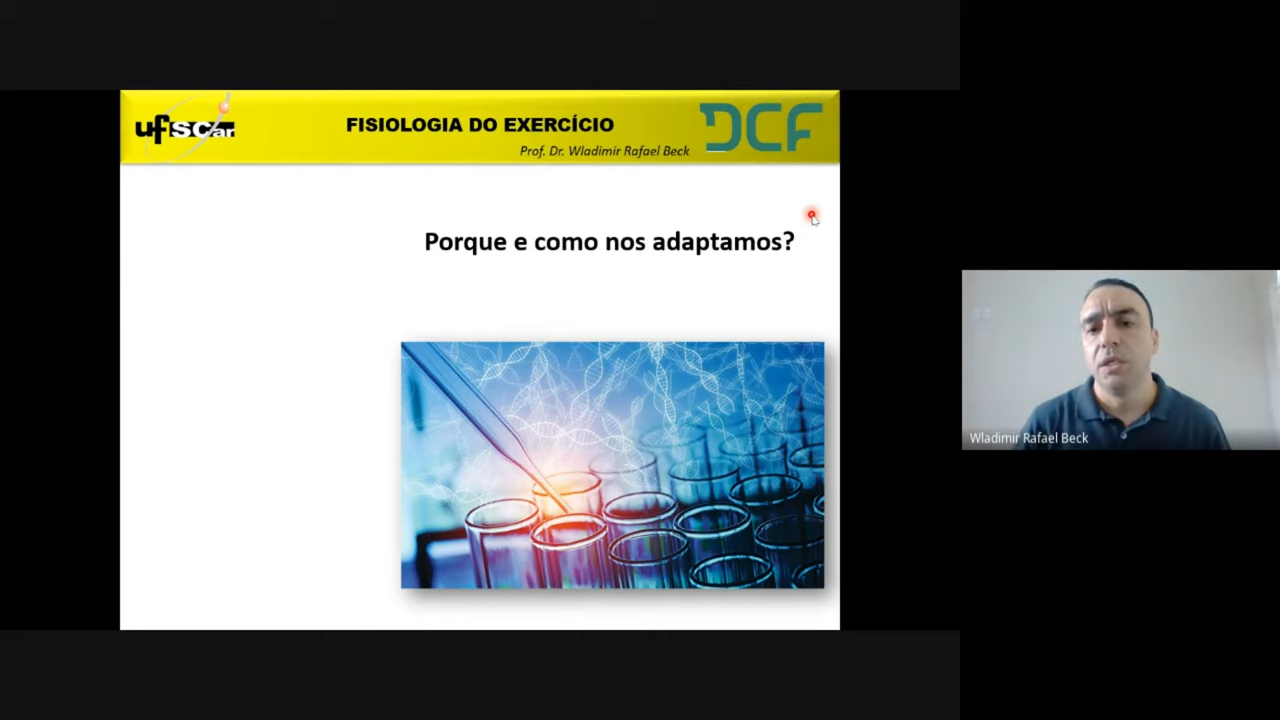 ufscar
FISIOLOGIA DO EXERCÍCIO
Prof. Dr. Wladimir Rafael Beck
DCF
Porque e como nos adaptamos?
Wladimir Rafael Beck